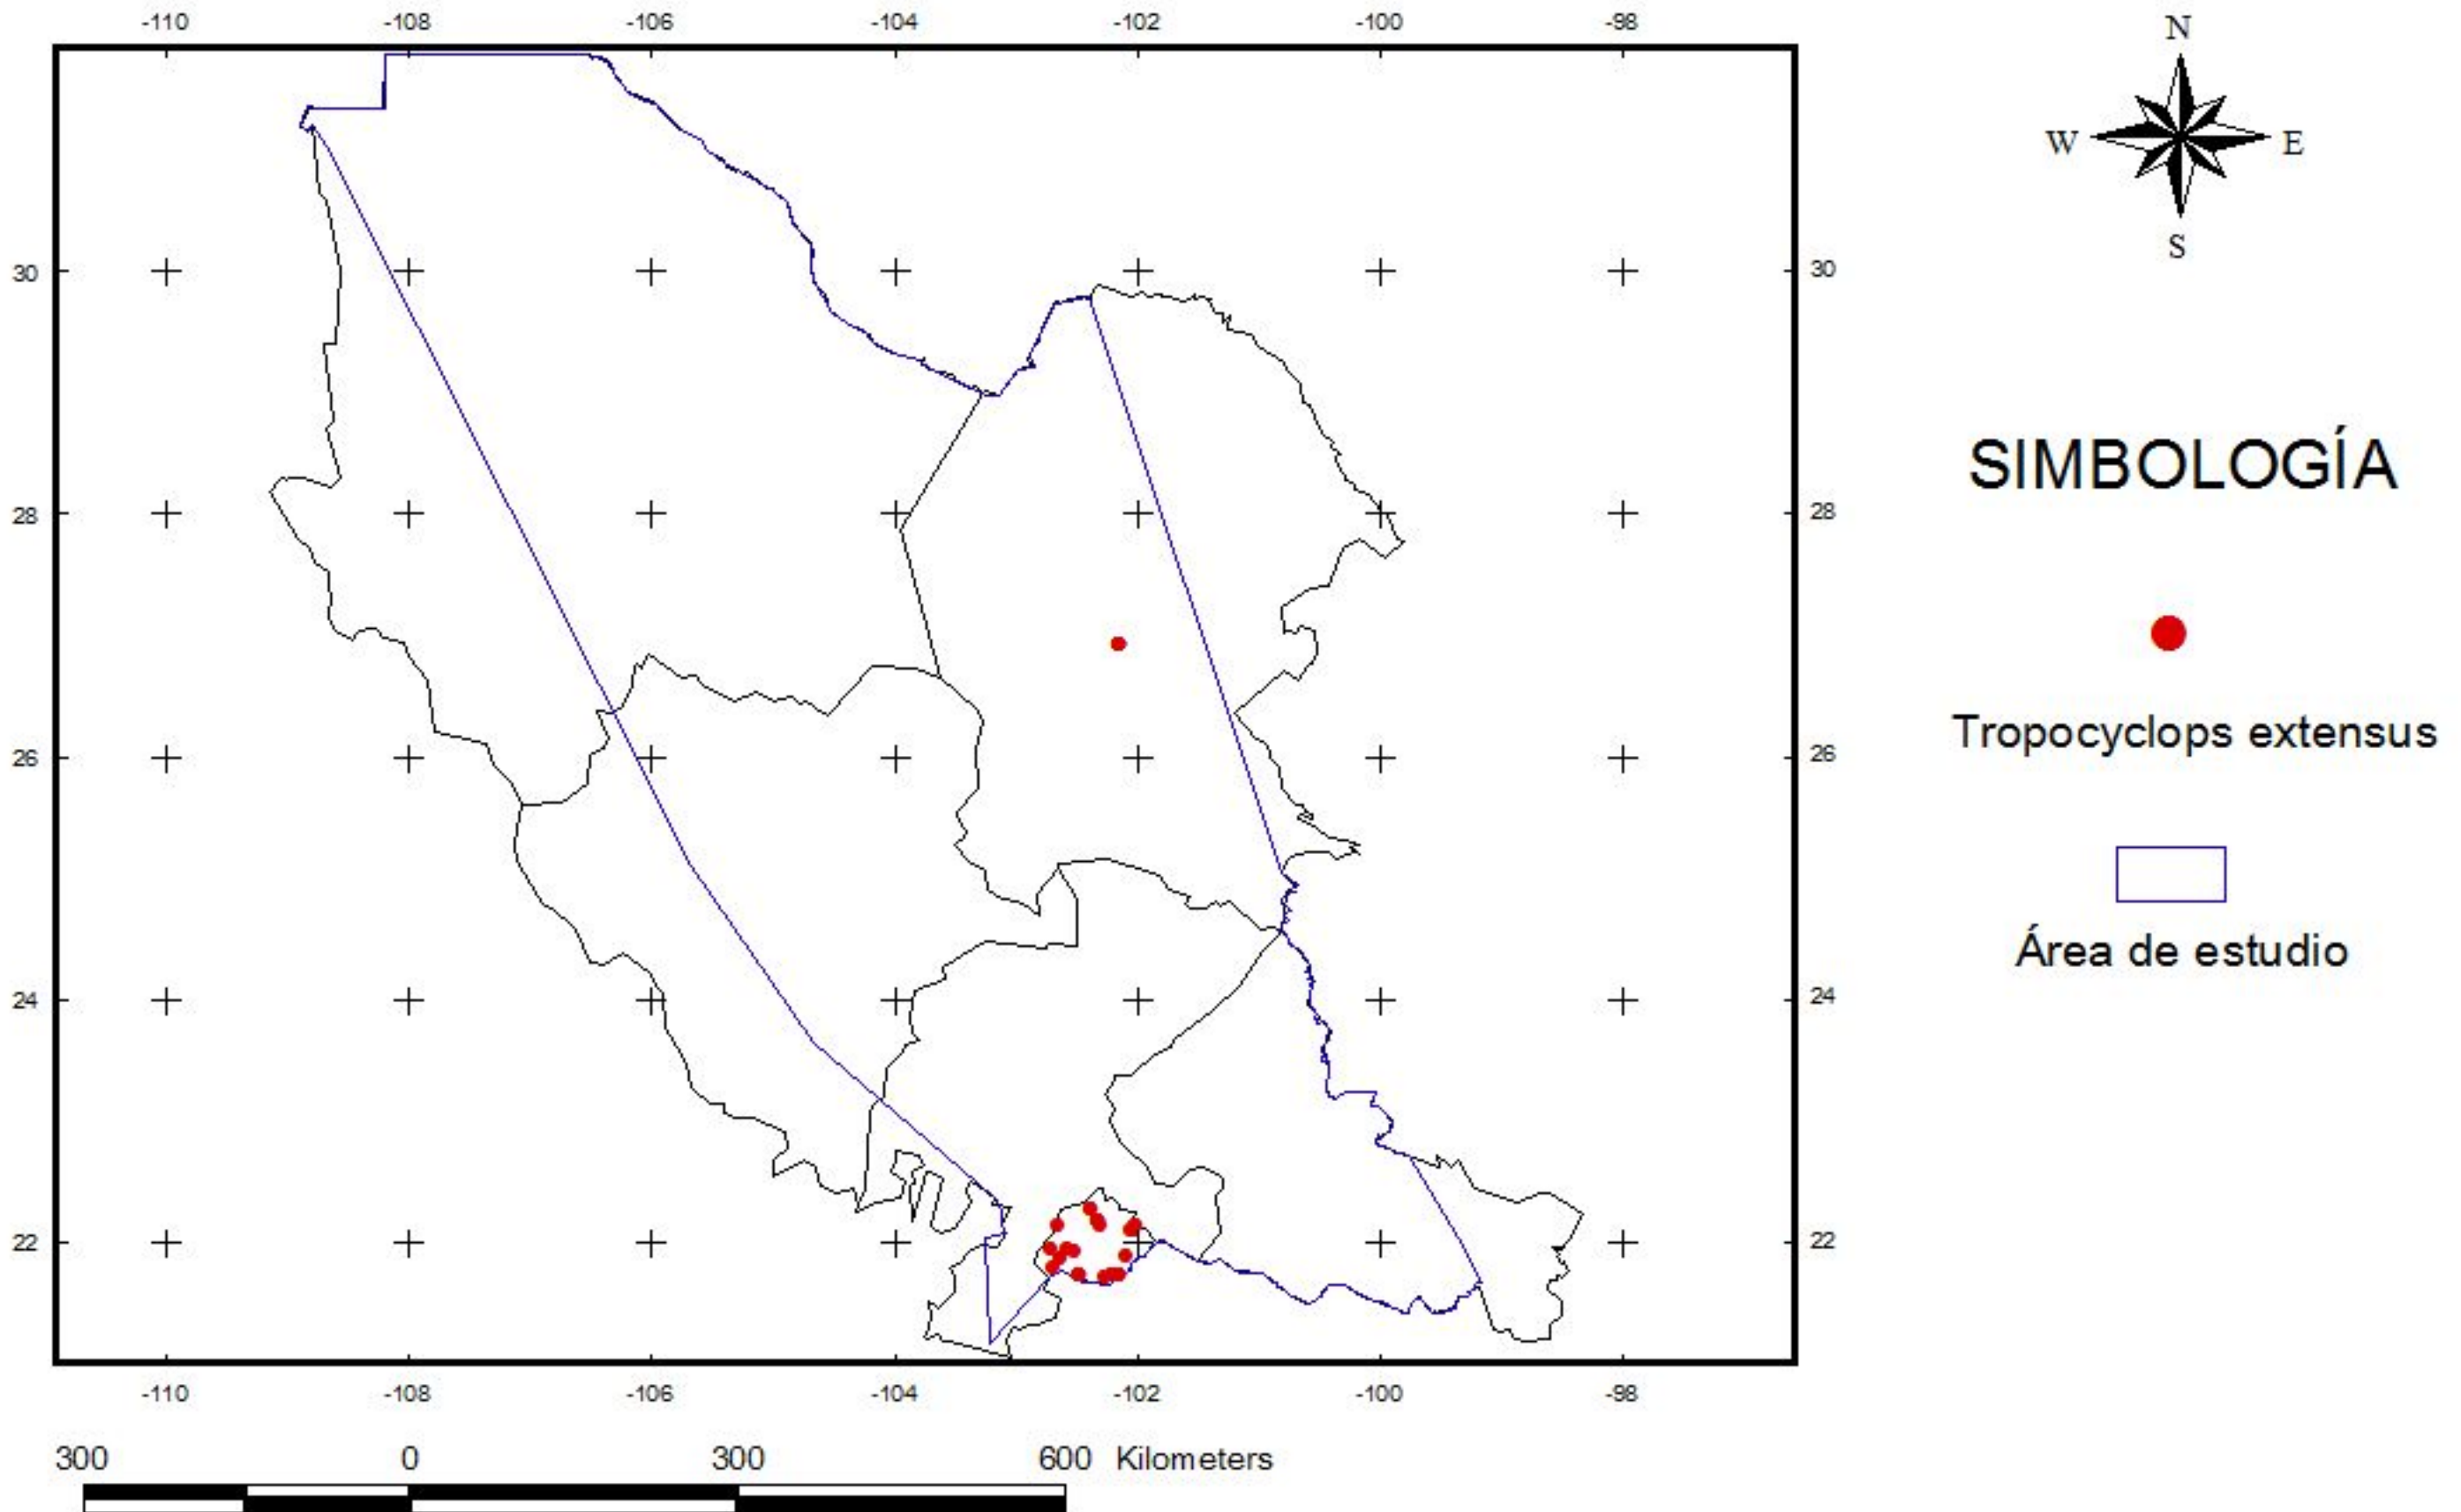 -110 -108 -106 -104 -102 -100 -98
N
W E
S
30 30
SIMBOLOGÍA
28 28
Tropocyclops extensus
26 26
Área de estudio
24 24
22 22
-110 -108 -106 -104 -102 -100 -98
300 0 300 600 Kilometers